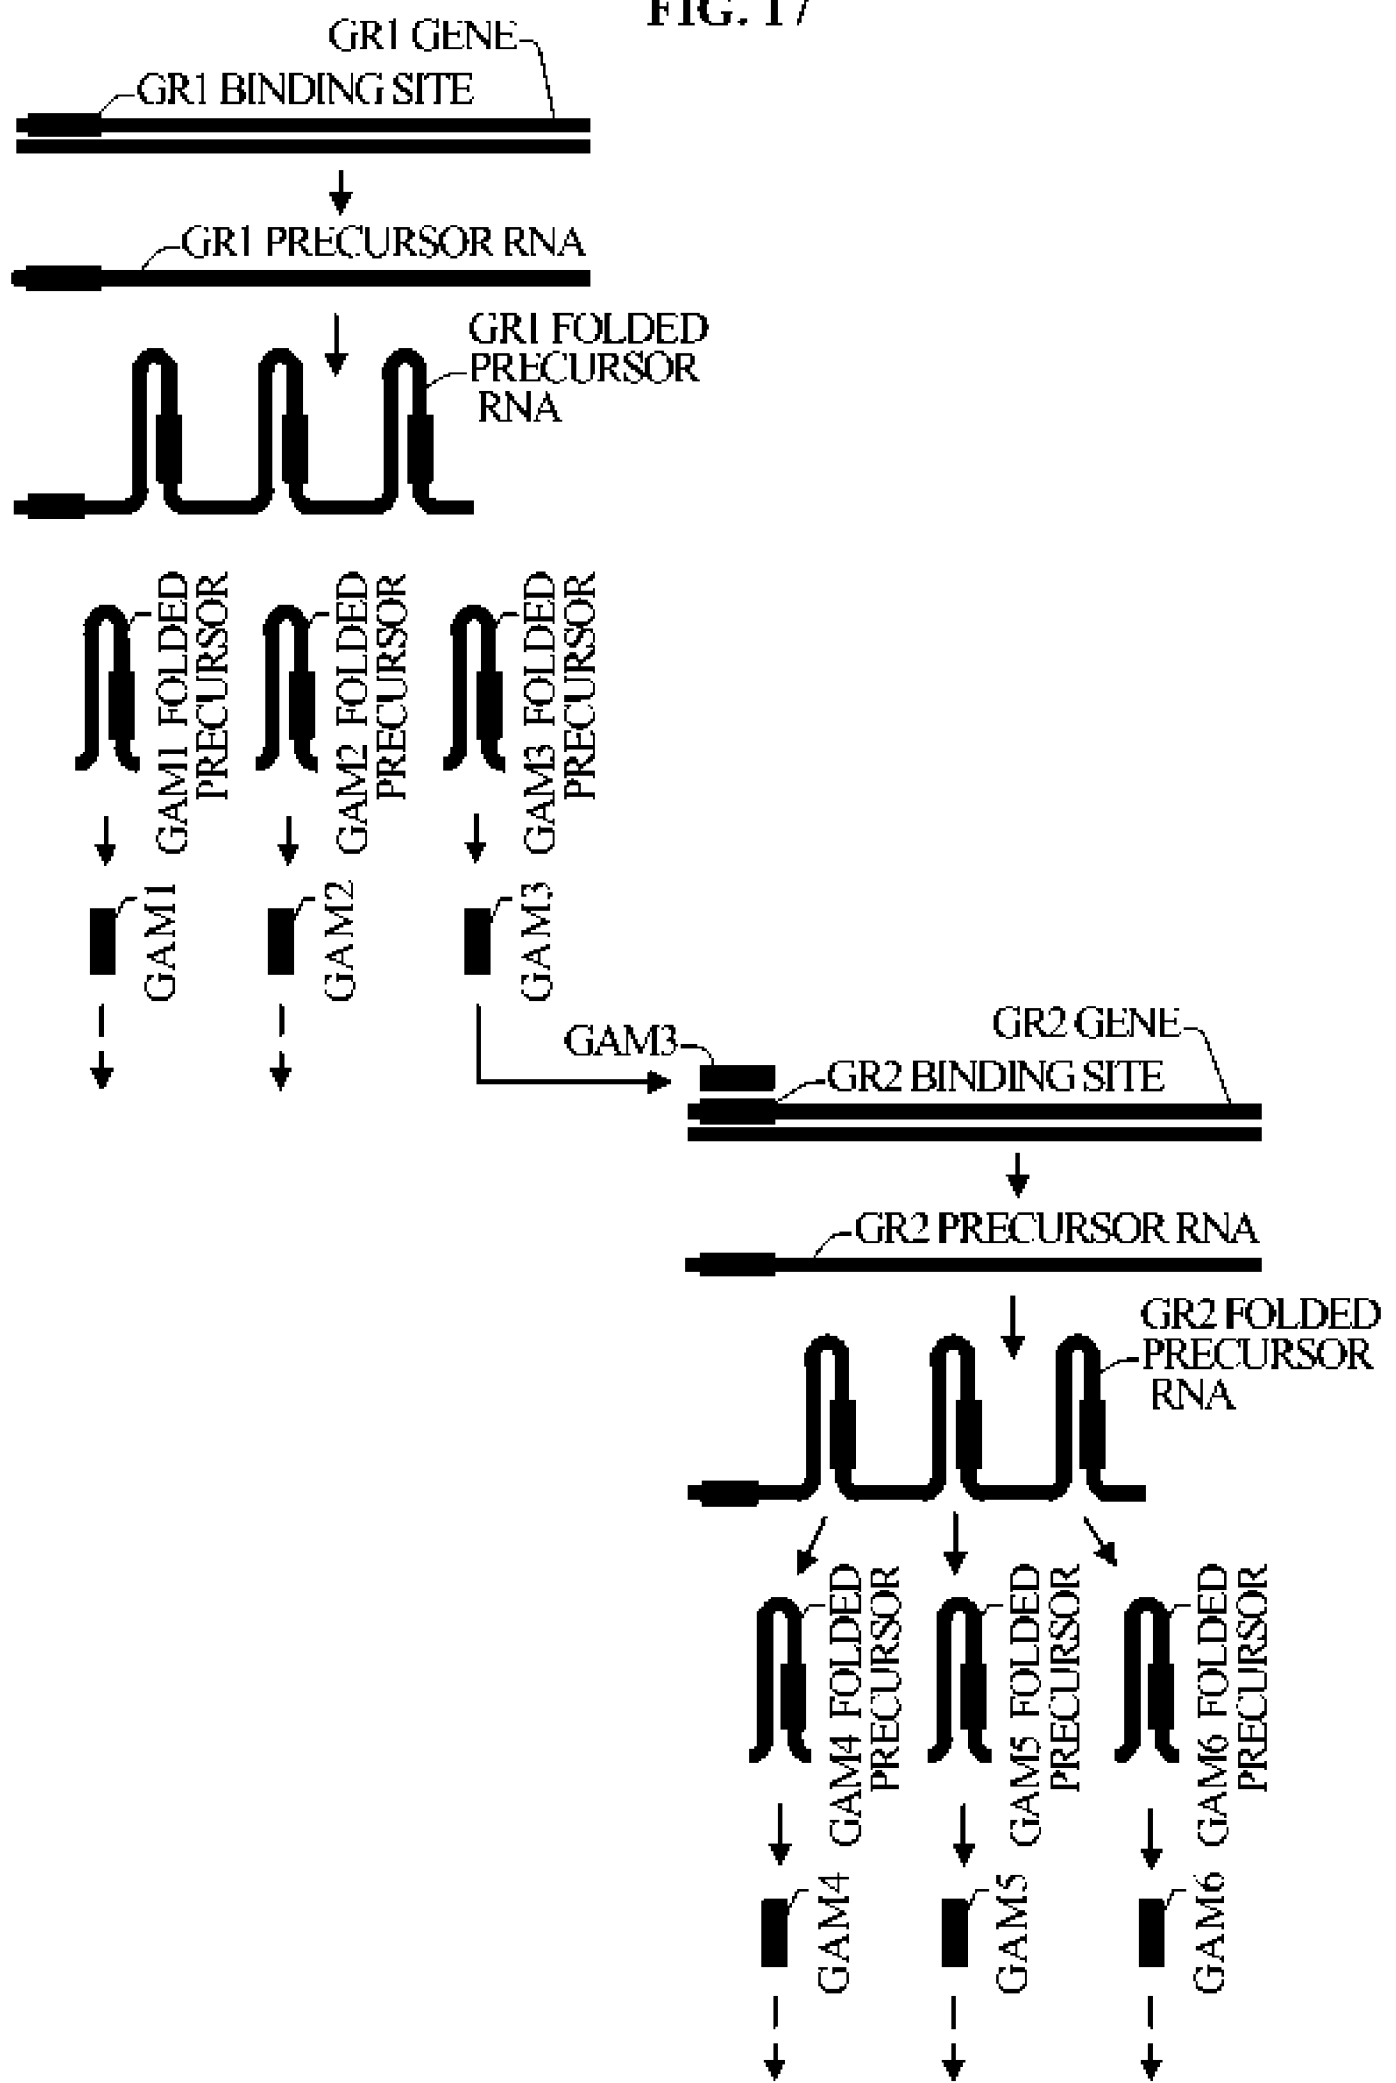 FIG. 17
GR1 GENE
GR1 BINDING SITE
GR1 PRECURSOR RNA
GR1 FOLDED
PRECURSOR
RNA
GAM1 FOLDED
PRECURSOR
GAM2 FOLDED
PRECURSOR
GAM3 FOLDED
PRECURSOR
GAM1
GAM2
GAM3
GR2 GENE
GAM3
GR2 BINDING SITE
GR2 PRECURSOR RNA
GR2 FOLDED
PRECURSOR
RNA
GAM4 FOLDED
PRECURSOR
GAM5 FOLDED
PRECURSOR
GAM6 FOLDED
PRECURSOR
GAM4
GAM5
GAM6